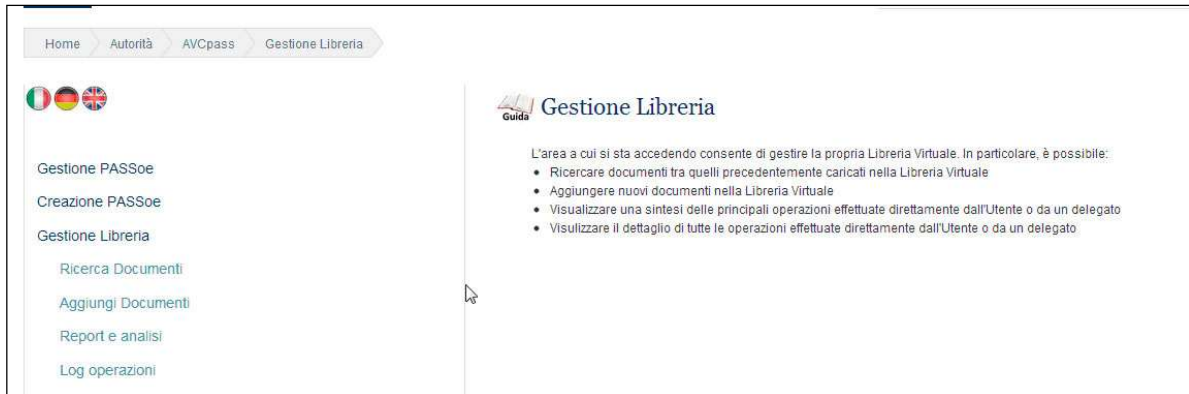 Home Autorità AVCpass Gestione Libreria
Gestione PASSoe
Creazione PASSoe
Gestione Libreria
Ricerca Documenti
Aggiungi Documenti
Report e analisi
Log operazioni
Guida
Gestione Libreria
L'area a cui si sta accedendo consente di gestire la propria Libreria Virtuale. In particolare, è possibile:
• Ricercare documenti tra quelli precedentemente caricati nella Libreria Virtuale
• Aggiungere nuovi documenti nella Libreria Virtuale
• Visualizzare una sintesi delle principali operazioni effettuate direttamente dall'Utente o da un delegato
• Visulizzare il dettaglio di tutte le operazioni effettuate direttamente dall'Utente o da un delegato